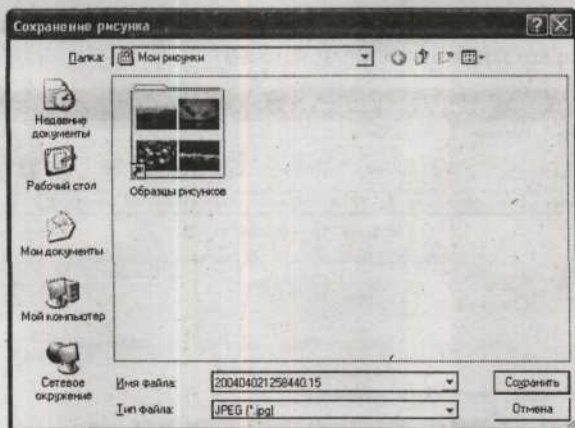 Сохранение рисунка
Папка:
Мои рисунки
Недавние
документы
Рабочий стол
Мои документы
Мой компьютер
Сетевое
окружение
Образцы рисунков
Имя файла:
200404021258440.15
Сохранить
Тип файла:
JPEG (*.jpg)
Отмена